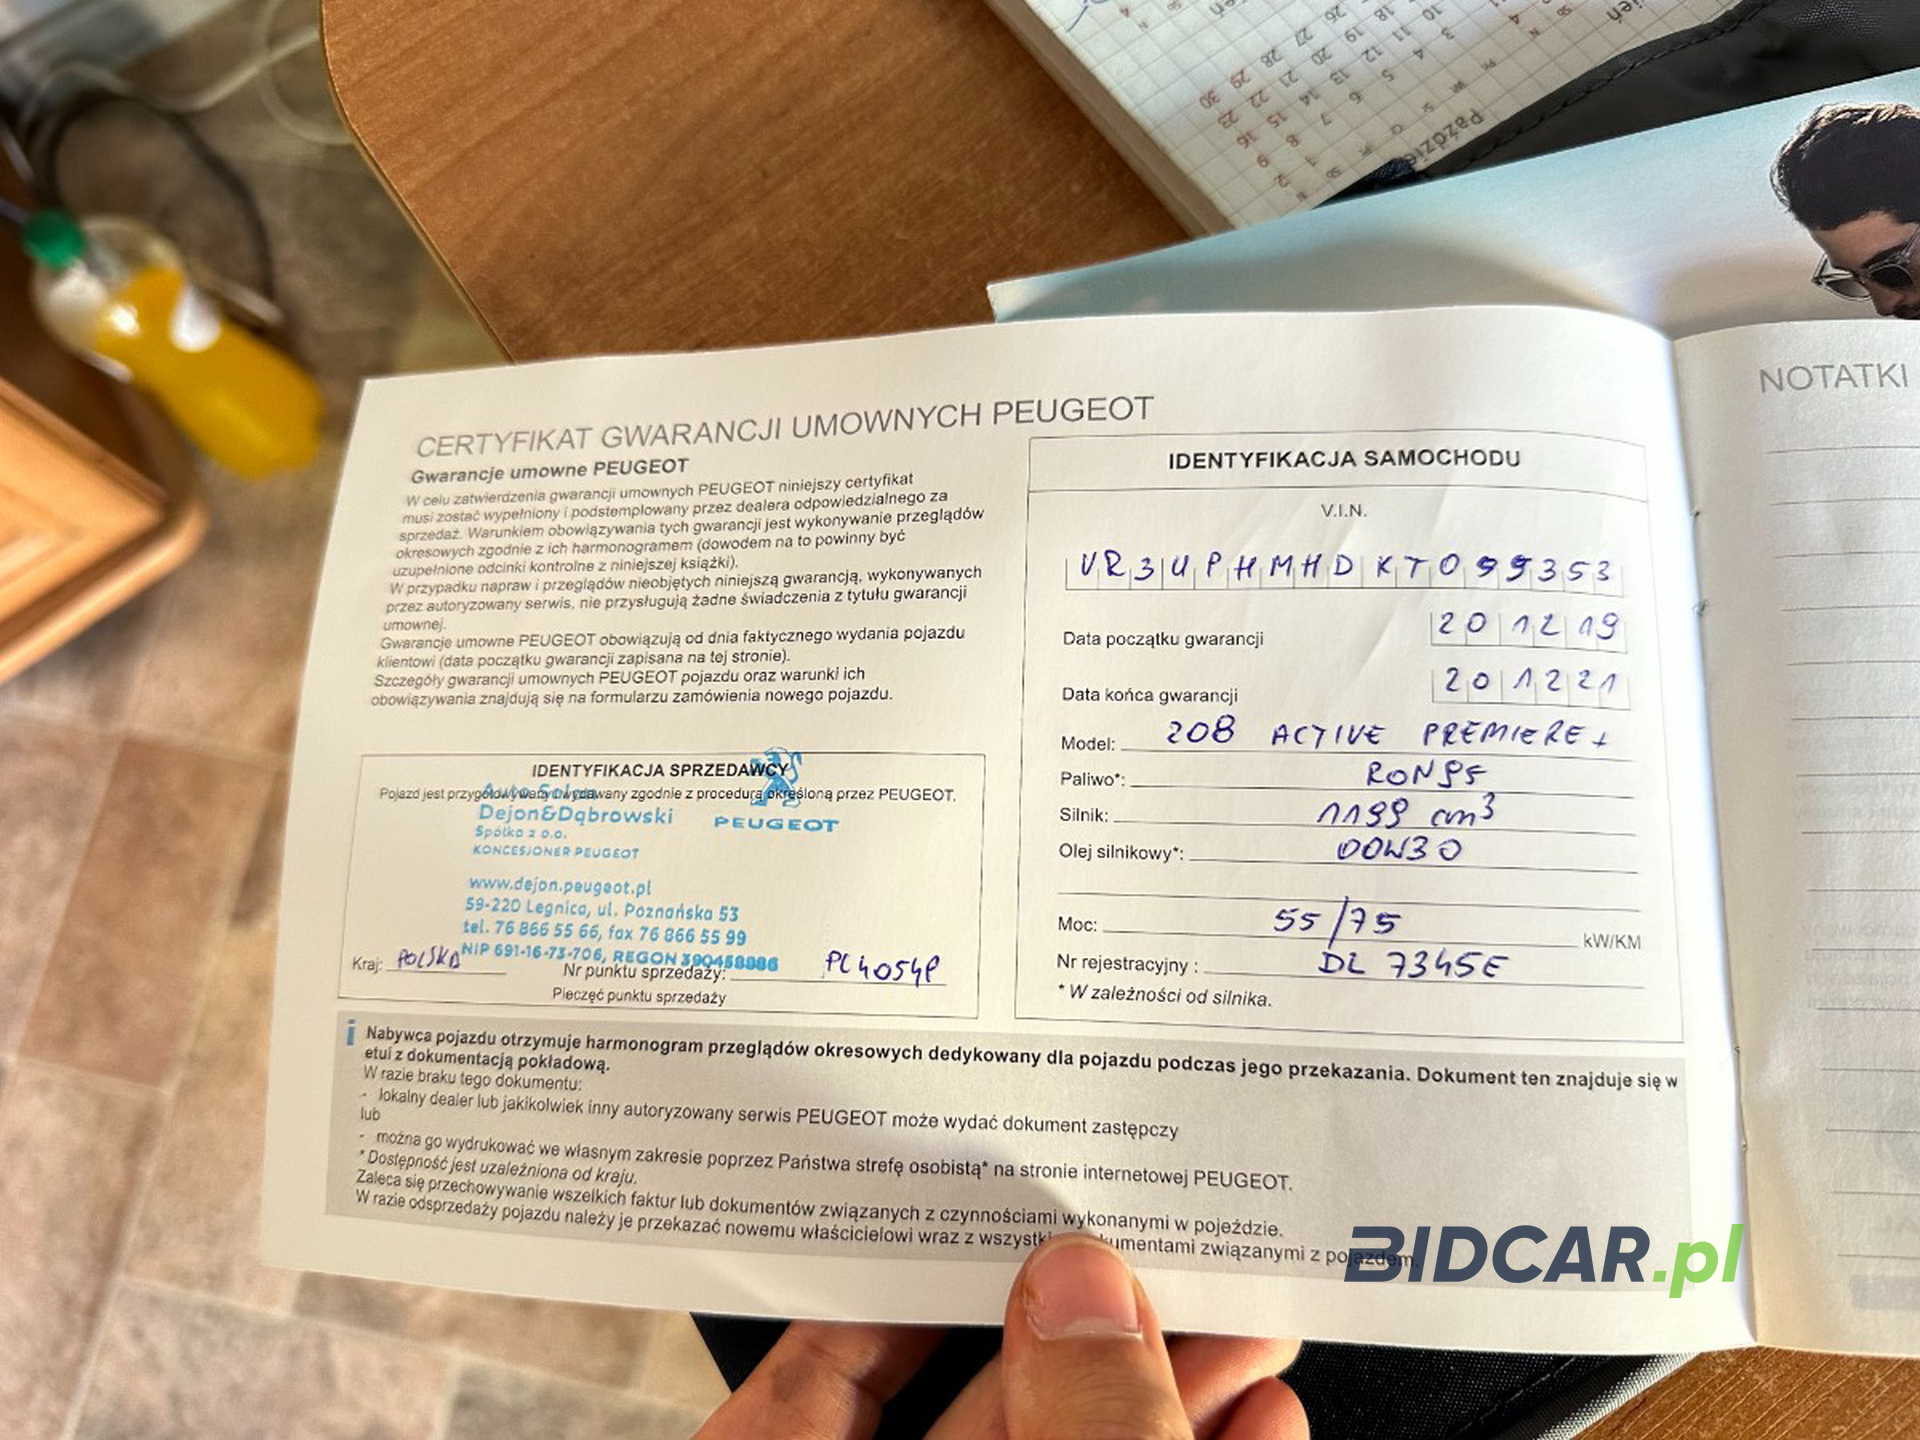 CERTYFIKAT GWARANCJI UMOWNYCH PEUGEOT
Gwarancje umowne PEUGEOT
W celu zatwierdzenia gwarancji umownych PEUGEOT niniejszy certyfikat
musi zostać wypełniony i podstemplowany przez dealera odpowiedzialnego za
sprzedaż. Warunkiem obowiązywania tych gwarancji jest wykonywanie przeglądów
okresowych zgodnie z ich harmonogramem (dowodem na to powinny być
uzupełnione odcinki kontrolne z niniejszej książki).
W przypadku napraw i przeglądów nieobjętych niniejszą gwarancją, wykonywanych
przez autoryzowany serwis, nie przysługują żadne świadczenia z tytułu gwarancji
umownej.
Gwarancje umowne PEUGEOT obowiązują od dnia faktycznego wydania pojazdu
klientowi (data początku gwarancji zapisana na tej stronie).
Szczegóły gwarancji umownych PEUGEOT pojazdu oraz warunki ich
obowiązywania znajdują się na formularzu zamówienia nowego pojazdu.
IDENTYFIKACJA SPRZEDAWCY
Pojazd jest przygotowywany i wydawany zgodnie z procedurą określoną przez PEUGEOT.
Auto Salon
Dejon&Dąbrowski
Spółka z o.o.
KONCESJONER PEUGEOT
PEUGEOT
www.dejon.peugeot.pl
59-220 Legnica, ul. Poznańska 53
tel. 76 866 55 66, fax 76 866 55 99
NIP 691-16-73-706, REGON 390458886
Kraj: POLSKA Nr punktu sprzedaży: PL4054P
Pieczęć punktu sprzedaży
IDENTYFIKACJA SAMOCHODU
V.I.N.
VR3UPHMHDKT099353
Data początku gwarancji 20 12 19
Data końca gwarancji 20 12 21
Model: 208 ACTIVE PREMIERE+
Paliwo*: RON95
Silnik: 1199 cm3
Olej silnikowy*: 00W30
Moc: 55/75 kW/KM
Nr rejestracyjny : DL 7345E
* W zależności od silnika.
i Nabywca pojazdu otrzymuje harmonogram przeglądów okresowych dedykowany dla pojazdu podczas jego przekazania. Dokument ten znajduje się w
etui z dokumentacją pokładową.
W razie braku tego dokumentu:
- lokalny dealer lub jakikolwiek inny autoryzowany serwis PEUGEOT może wydać dokument zastępczy
lub
- można go wydrukować we własnym zakresie poprzez Państwa strefę osobistą* na stronie internetowej PEUGEOT.
* Dostępność jest uzależniona od kraju.
Zaleca się przechowywanie wszelkich faktur lub dokumentów związanych z czynnościami wykonanymi w pojeździe.
W razie odsprzedaży pojazdu należy je przekazać nowemu właścicielowi wraz z wszystki kumentami związanymi z pojazdem.
NOTATKI
BIDCAR.pl